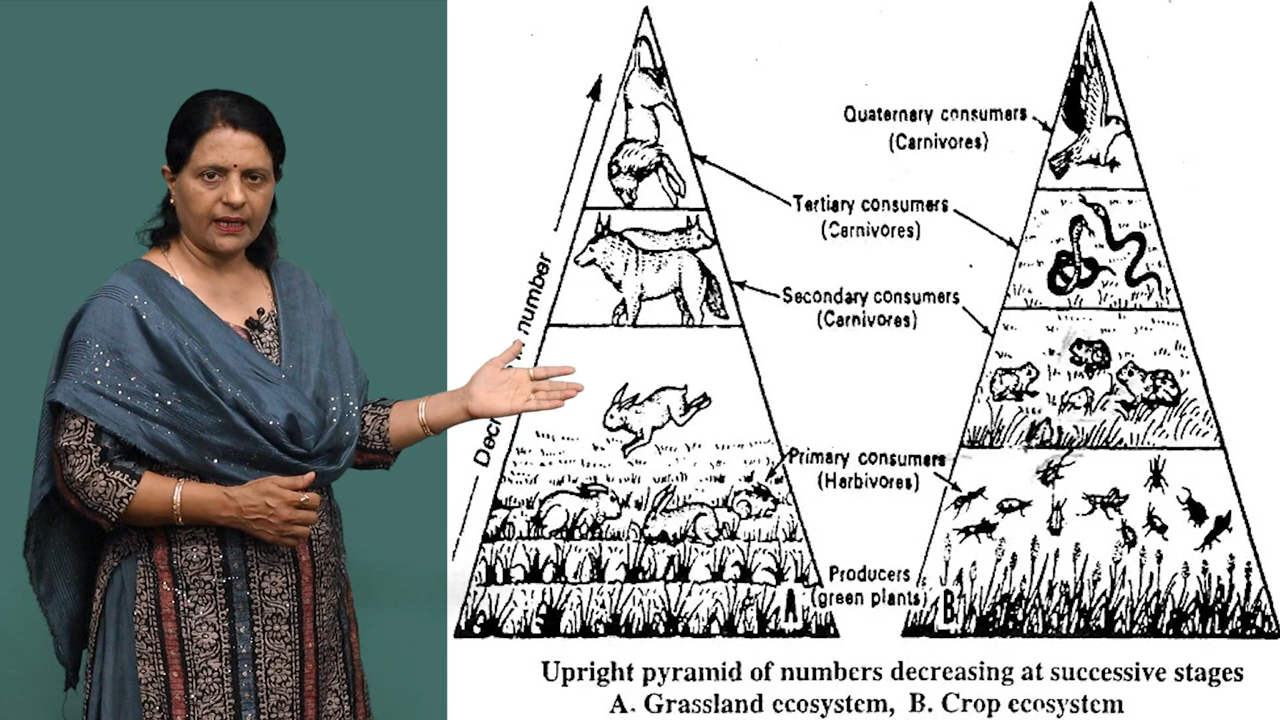 Quaternary consumers
(Carnivores)
Tertiary consumers
(Carnivores)
number
Secondary consumers
(Carnivores)
Primary consumers
(Harbivores)
Producers
(green plants)
A
B
Upright pyramid of numbers decreasing at successive stages
A. Grassland ecosystem, B. Crop ecosystem